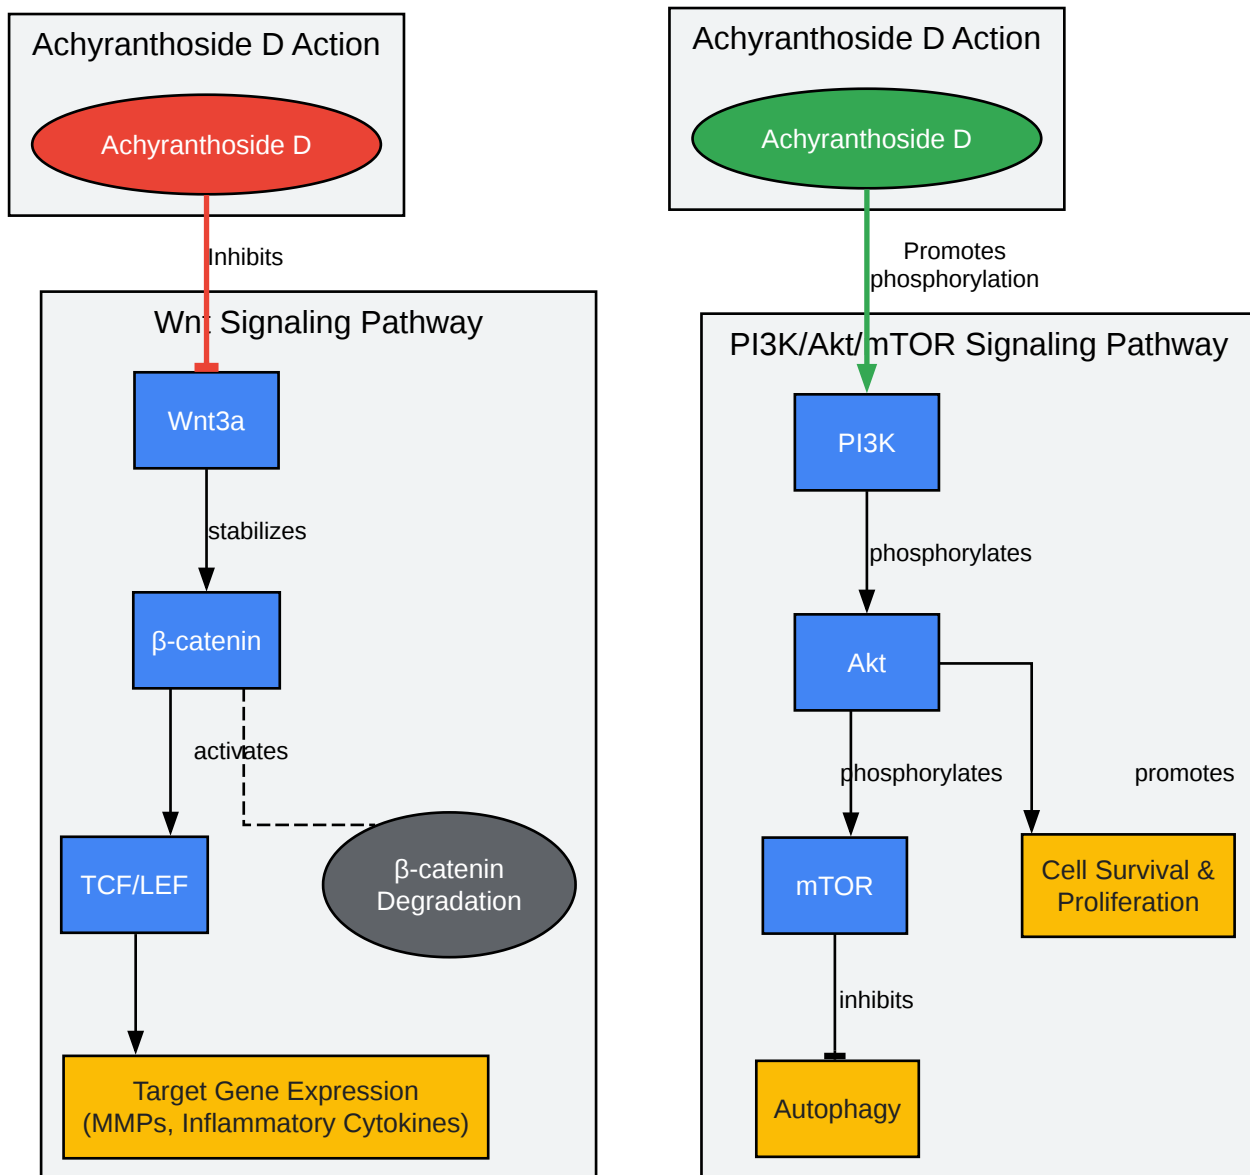 Achyranthoside D Action
Achyranthoside D
Inhibits
Wnt Signaling Pathway
Wnt3a
stabilizes
β-catenin
activates
TCF/LEF
β-catenin
Degradation
Target Gene Expression
(MMPs, Inflammatory Cytokines)
Achyranthoside D Action
Achyranthoside D
Promotes
phosphorylation
PI3K/Akt/mTOR Signaling Pathway
PI3K
phosphorylates
Akt
phosphorylates
promotes
mTOR
Cell Survival &
Proliferation
inhibits
Autophagy